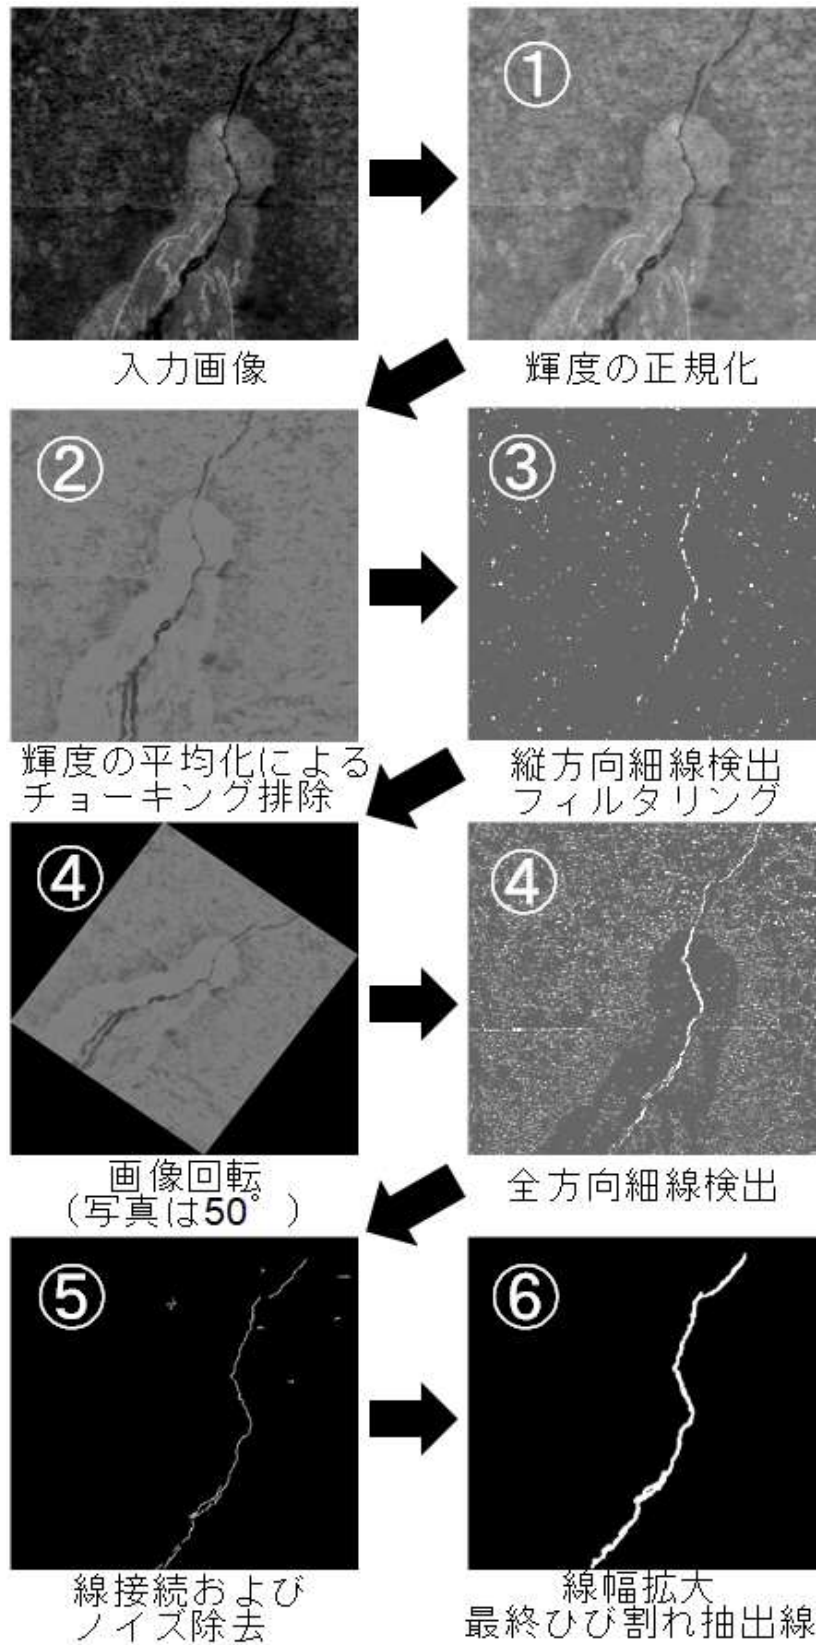 ①
入力画像
輝度の正規化
②
③
輝度の平均化による
チョーキング排除
縦方向細線検出
フィルタリング
④
④
画像回転
(写真は50°)
全方向細線検出
⑤
⑥
線接続および
ノイズ除去
線幅拡大
最終ひび割れ抽出線